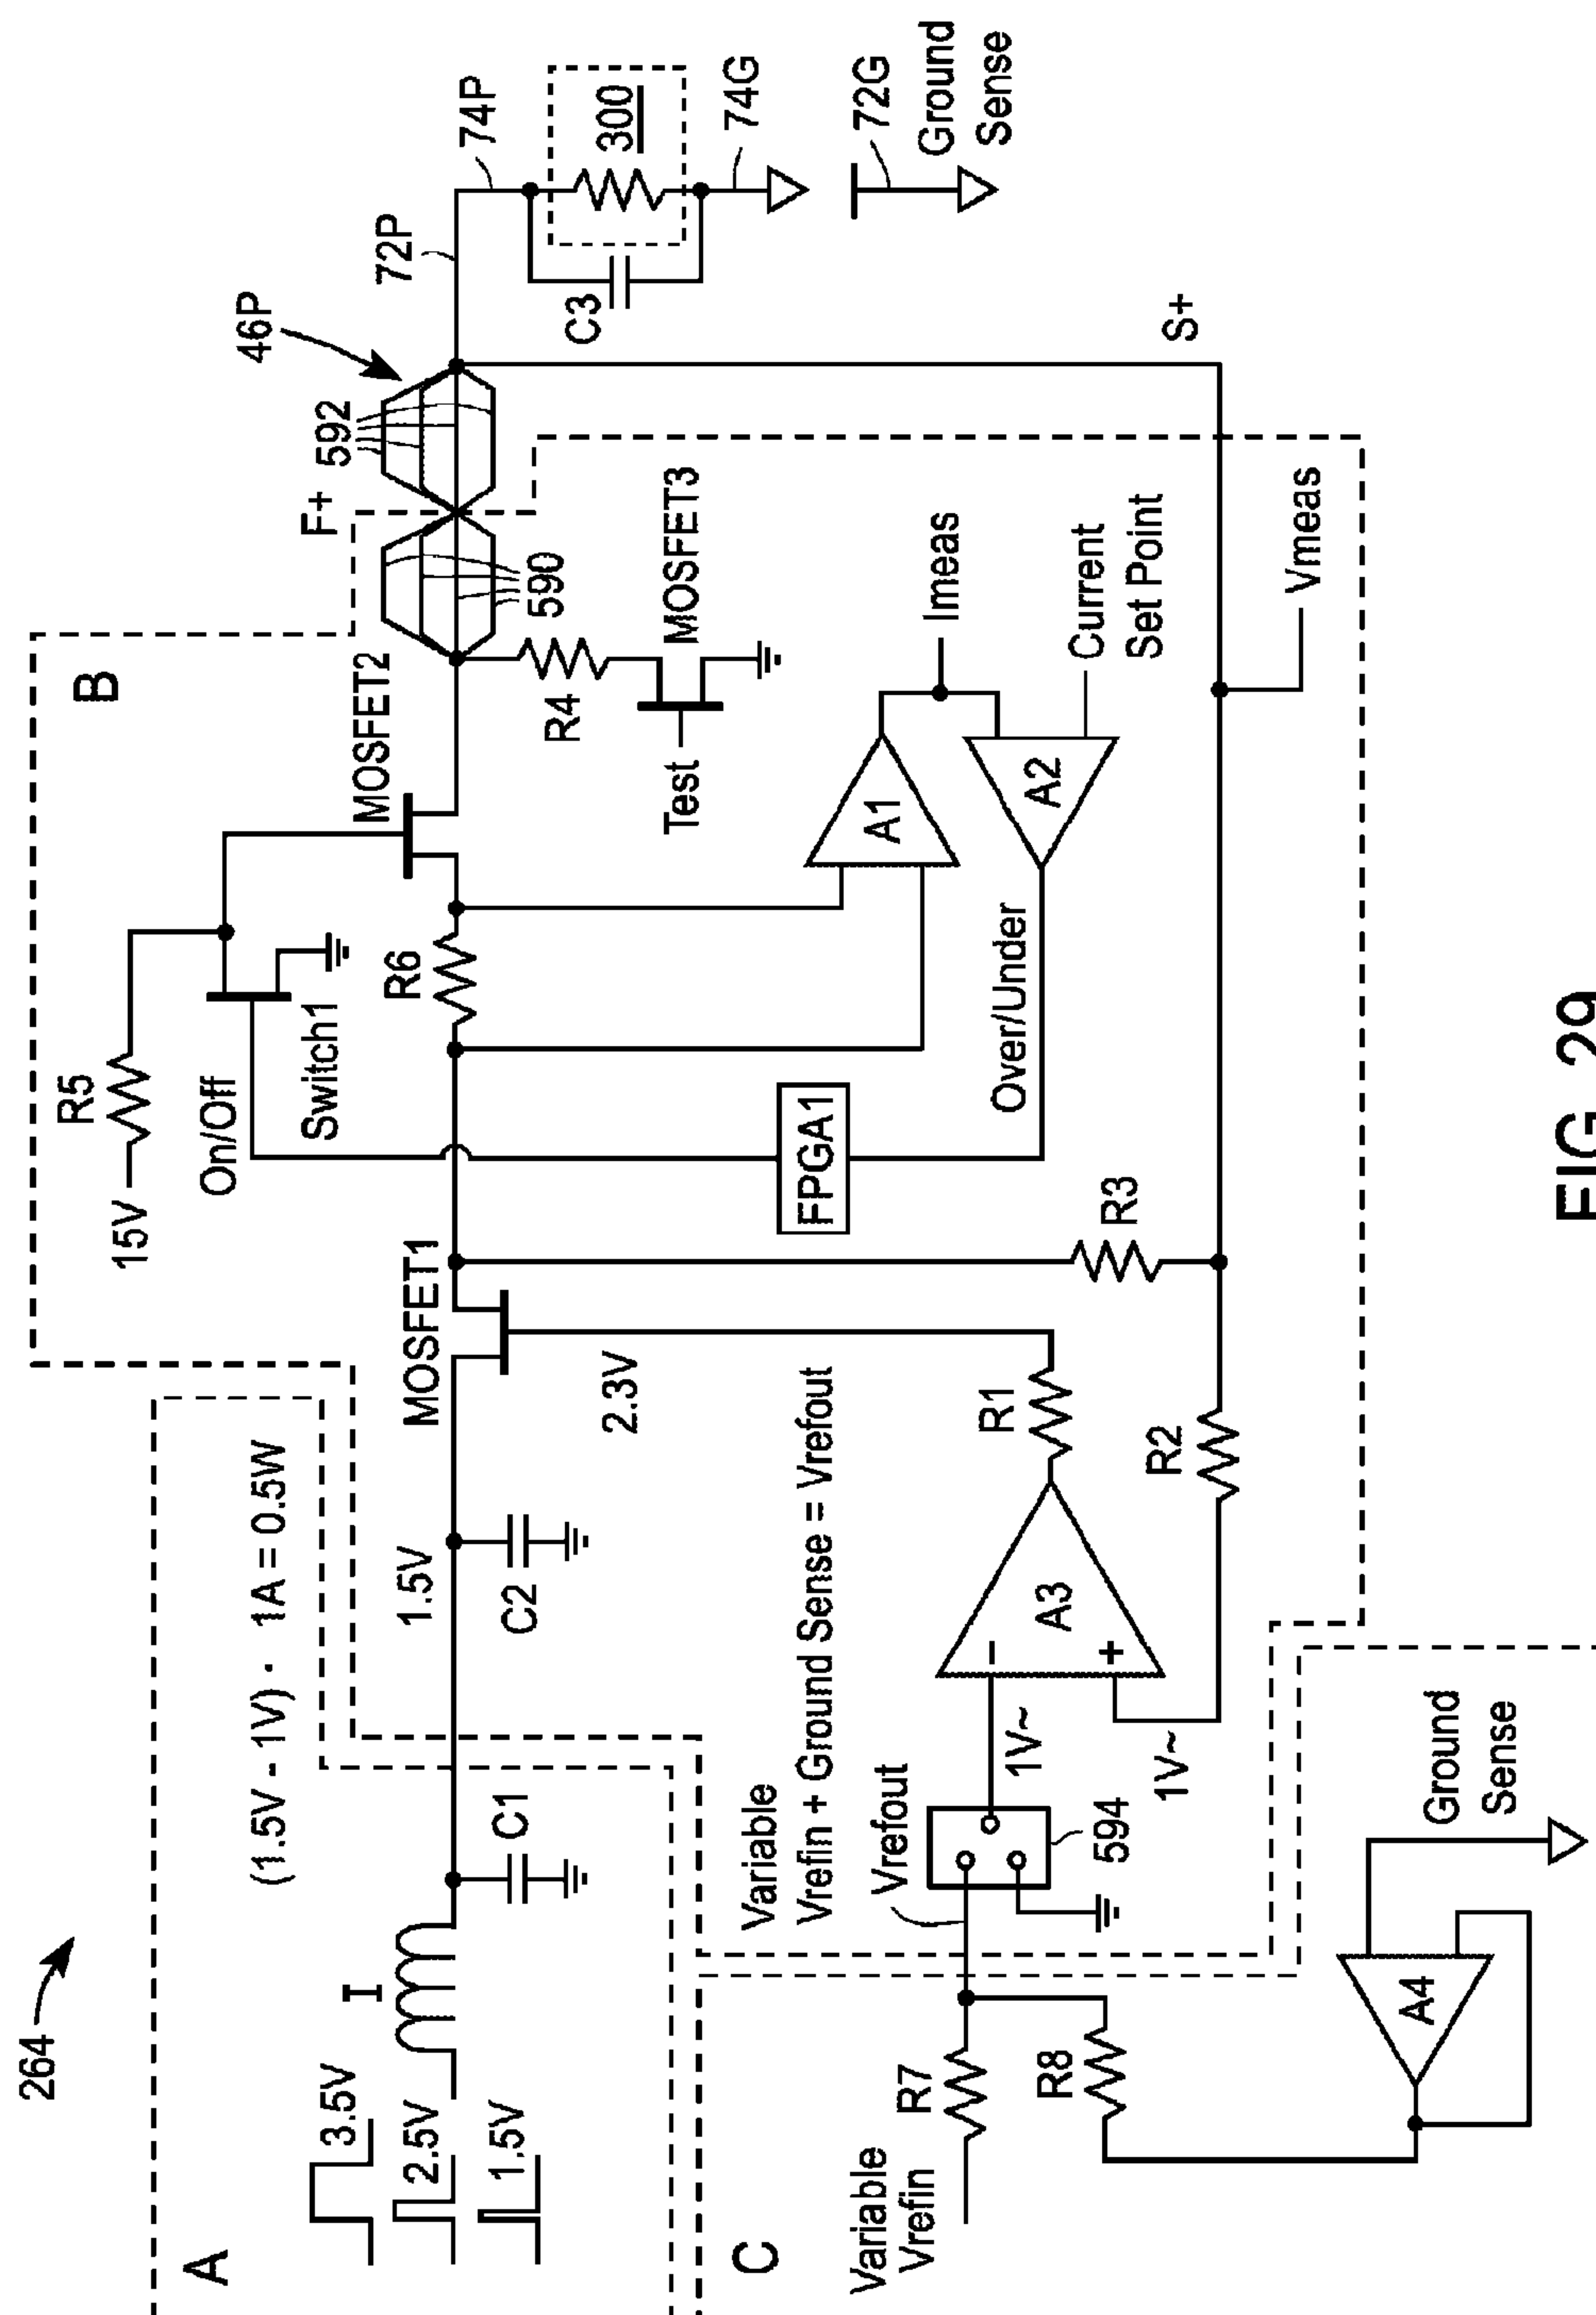 264
A
3.5V
2.5V
1.5V
I
C1
(1.5V - 1V) · 1A = 0.5W
1.5V
C2
MOSFET1
2.3V
B
15V
R5
On/Off
Switch1
R6
MOSFET2
F+
590
592
46P
72P
74P
300
C3
74G
72G
Ground
Sense
R4
MOSFET3
Test
A1
A2
Imeas
Current
Set Point
Over/Under
FPGA1
R3
S+
Vmeas
Variable
Vrefin + Ground Sense = Vrefout
Vrefout
594
1V~
1V~
A3
−
+
R1
R2
C
Variable
Vrefin
R7
R8
A4
Ground
Sense
FIG. 29